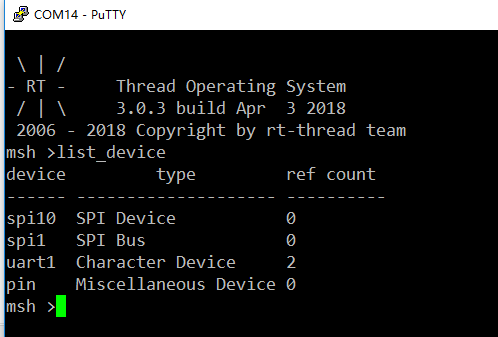 COM14 - PuTTY
 \ | /
- RT -     Thread Operating System
 / | \     3.0.3 build Apr  3 2018
 2006 - 2018 Copyright by rt-thread team
msh >list_device
device         type         ref count
------ -------------------- ----------
spi10  SPI Device           0
spi1   SPI Bus              0
uart1  Character Device     2
pin    Miscellaneous Device 0
msh >